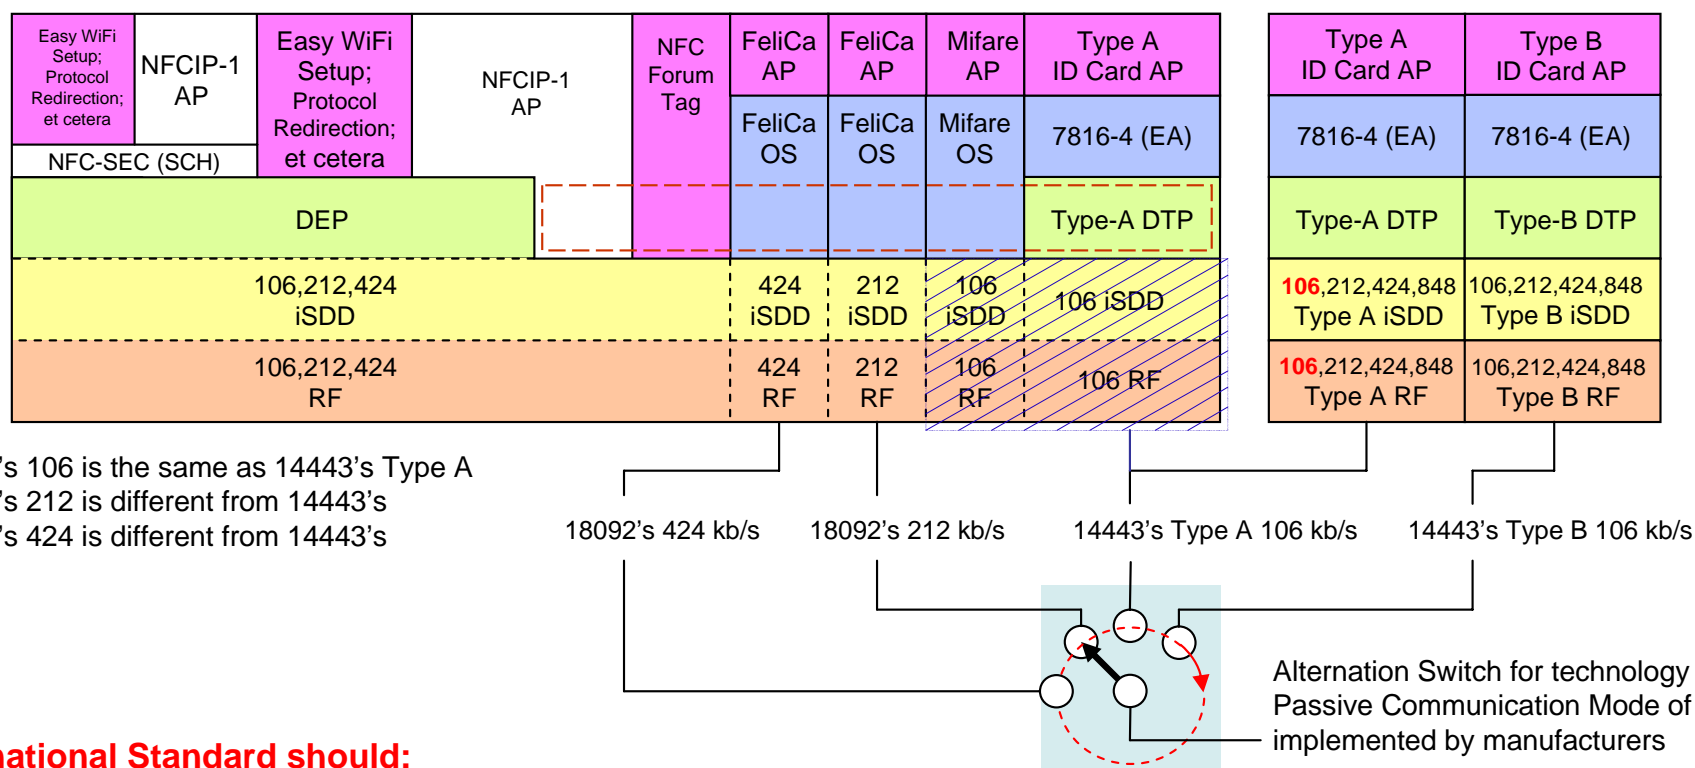 Easy WiFi
Setup;
Protocol
Redirection;
et cetera
NFCIP-1
AP
Easy WiFi
Setup;
Protocol
Redirection;
et cetera
NFCIP-1
AP
NFC
Forum
Tag
FeliCa
AP
FeliCa
AP
Mifare
AP
Type A
ID Card AP
Type A
ID Card AP
Type B
ID Card AP
NFC-SEC (SCH)
FeliCa
OS
FeliCa
OS
Mifare
OS
7816-4 (EA)
7816-4 (EA)
7816-4 (EA)
DEP
Type-A DTP
Type-A DTP
Type-B DTP
106,212,424
iSDD
424
iSDD
212
iSDD
106
iSDD
106 iSDD
106,212,424,848
Type A iSDD
106,212,424,848
Type B iSDD
106,212,424
RF
424
RF
212
RF
106
RF
106 RF
106,212,424,848
Type A RF
106,212,424,848
Type B RF
's 106 is the same as 14443's Type A
's 212 is different from 14443's
's 424 is different from 14443's
18092's 424 kb/s
18092's 212 kb/s
14443's Type A 106 kb/s
14443's Type B 106 kb/s
Alternation Switch for technology
Passive Communication Mode of
implemented by manufacturers
national Standard should: